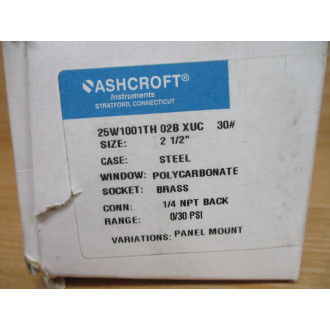 ASHCROFT®
Instruments
STRATFORD, CONNECTICUT
25W1001TH 02B XUC 30#
SIZE: 2 1/2"
CASE: STEEL
WINDOW: POLYCARBONATE
SOCKET: BRASS
CONN: 1/4 NPT BACK
RANGE: 0/30 PSI
VARIATIONS: PANEL MOUNT